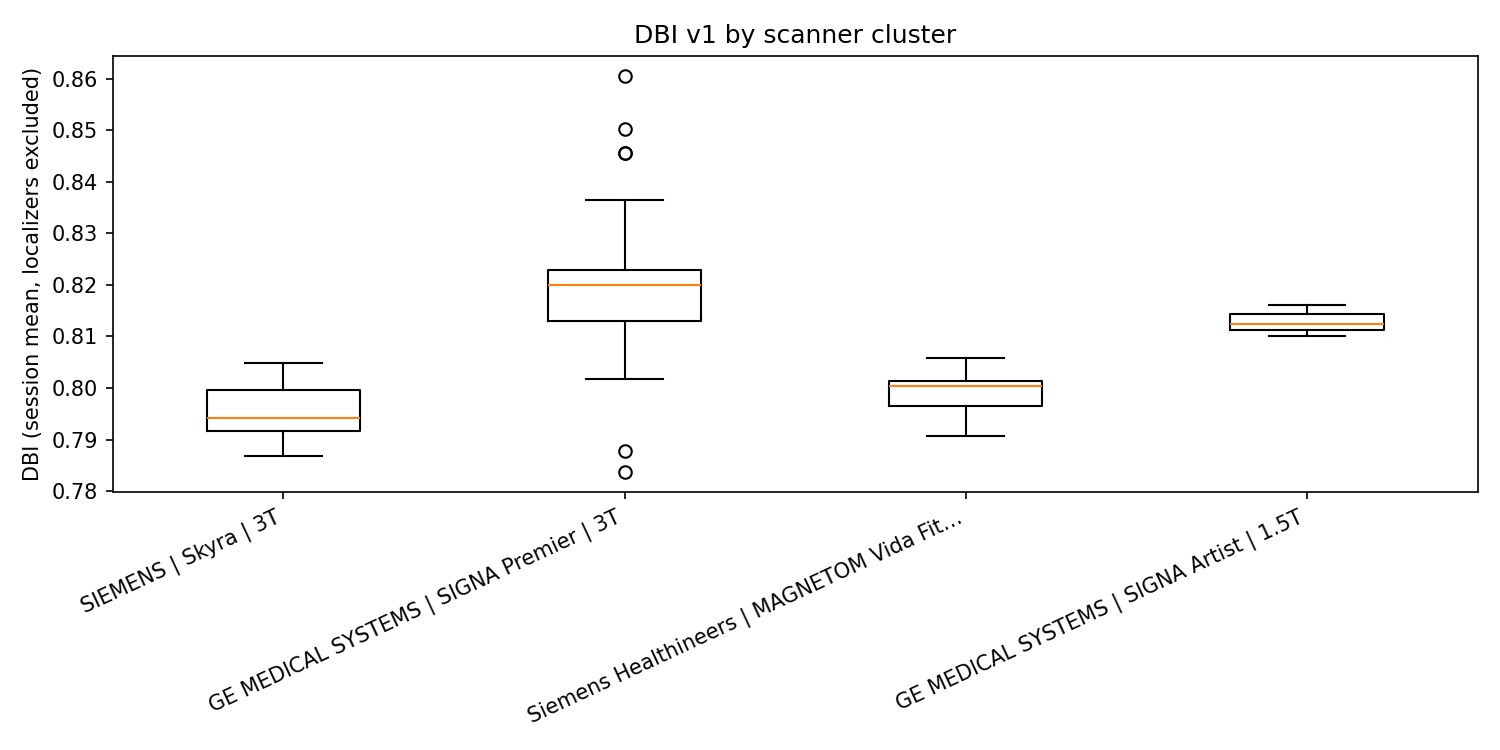 DBI v1 by scanner cluster
DBI (session mean, localizers excluded)
0.86
0.85
0.84
0.83
0.82
0.81
0.80
0.79
0.78
SIEMENS | Skyra | 3T
GE MEDICAL SYSTEMS | SIGNA Premier | 3T
Siemens Healthineers | MAGNETOM Vida Fit...
GE MEDICAL SYSTEMS | SIGNA Artist | 1.5T